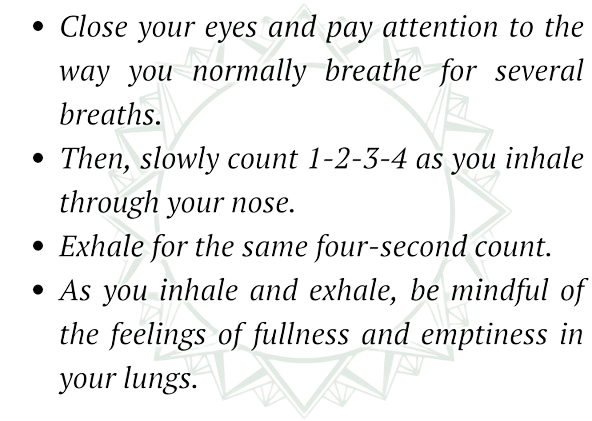 • Close your eyes and pay attention to the
way you normally breathe for several
breaths.
• Then, slowly count 1-2-3-4 as you inhale
through your nose.
• Exhale for the same four-second count.
• As you inhale and exhale, be mindful of
the feelings of fullness and emptiness in
your lungs.